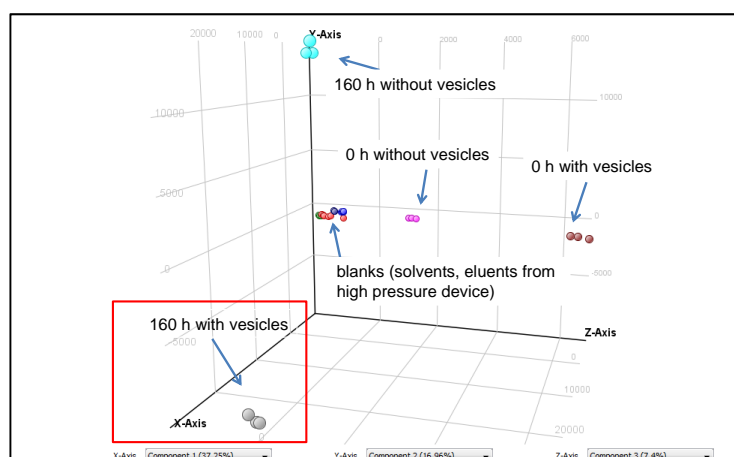 20000
10000
0
Y-Axis
0
2000
4000
6000
160 h without vesicles
10000
10000
0 h without vesicles
0 h with vesicles
5000
0
blanks (solvents, eluents from
high pressure device)
0
-5000
160 h with vesicles
-5000
Z-Axis
0
10000
X-Axis
0
20000
X-Axis
Component 1 (37.25%)
Y-Axis
Component 2 (16.96%)
Z-Axis
Component 3 (7.4%)